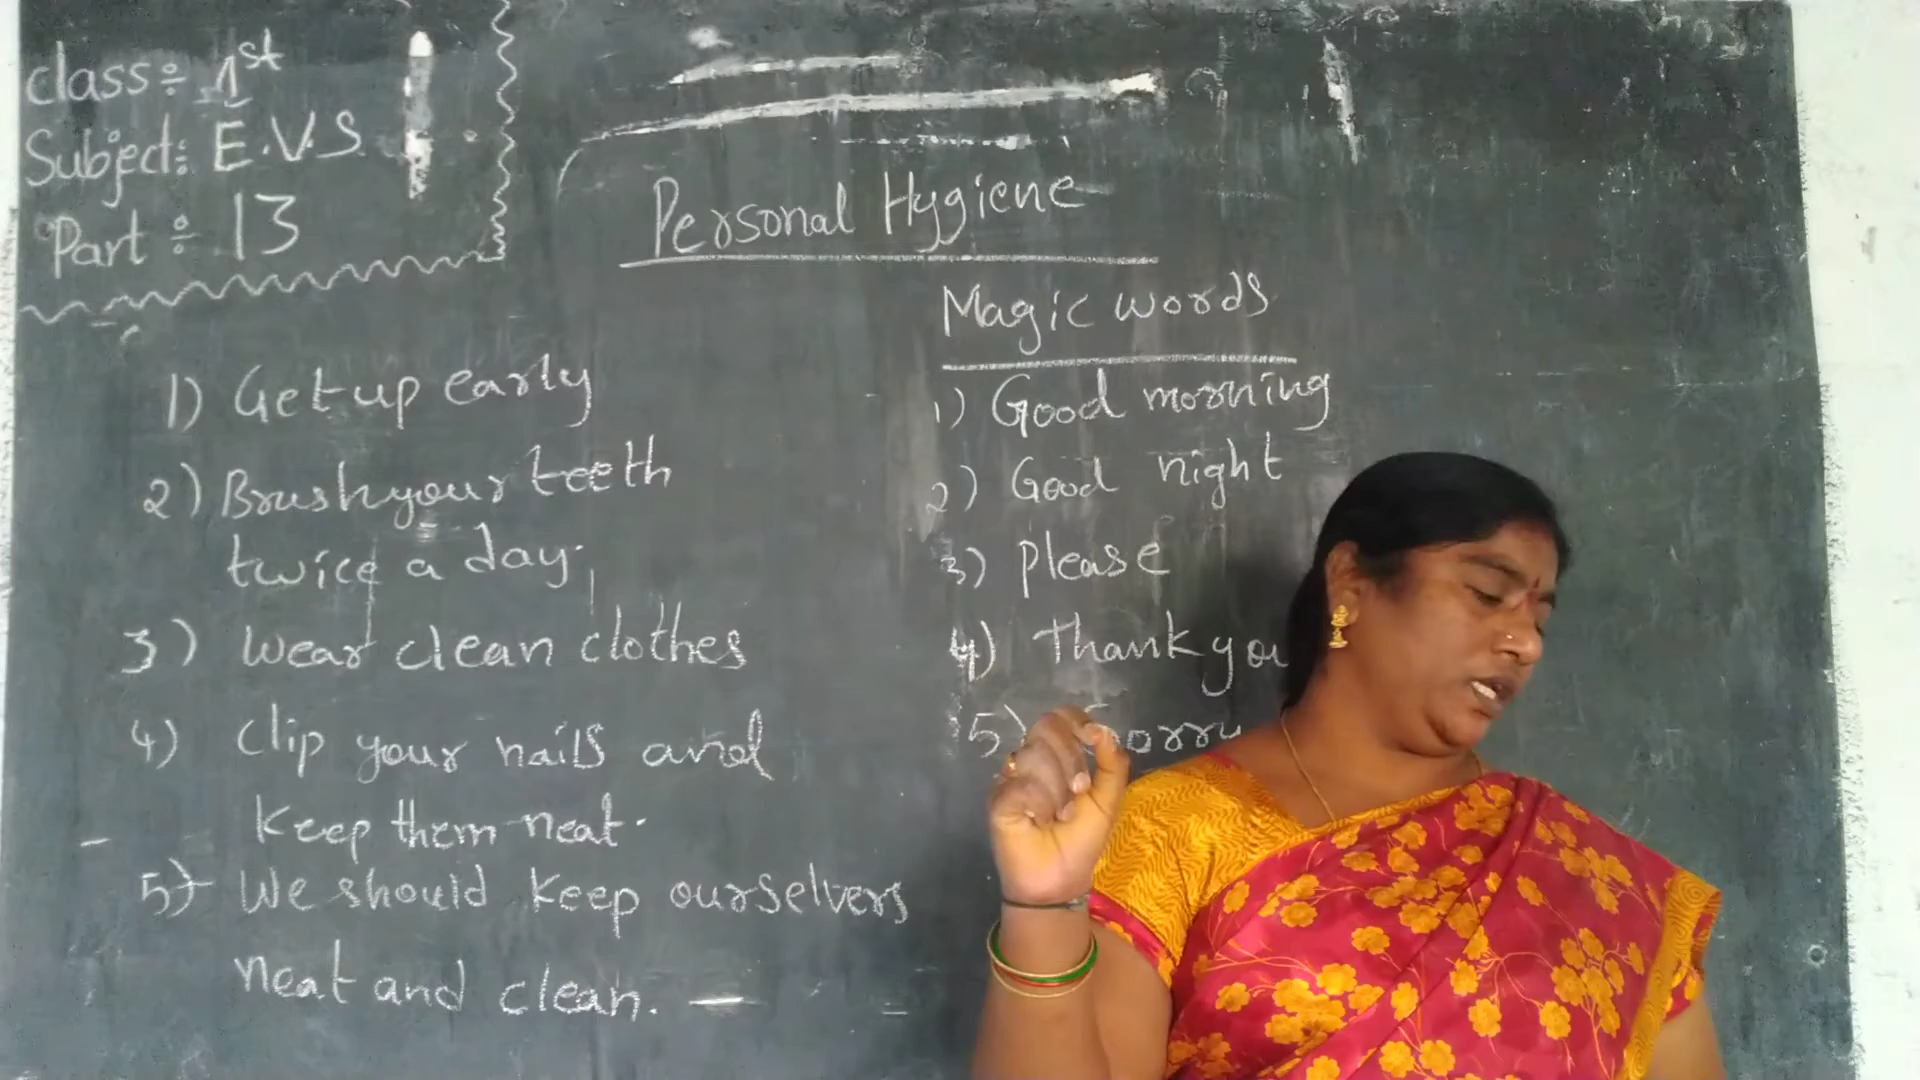 Class÷ 1st
Subject÷ E.V.S
Part ÷ 13
Personal Hygiene
1) Get up early
2) Brush your teeth
twice a day.
3) Wear clean clothes
4) Clip your nails and
Keep them neat.
5) We should keep ourselvers
neat and clean.
Magic words
1) Good morning
2) Good night
3) Please
4) Thank you
5) Sorry